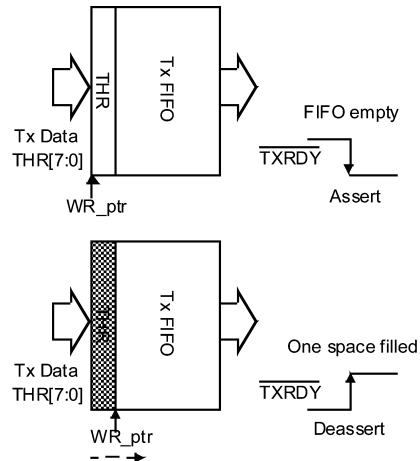 THR
Tx FIFO
Tx Data
THR[7:0]
WR_ptr
FIFO empty
TXRDY
Assert
THR
Tx FIFO
Tx Data
THR[7:0]
WR_ptr
One space filled
TXRDY
Deassert